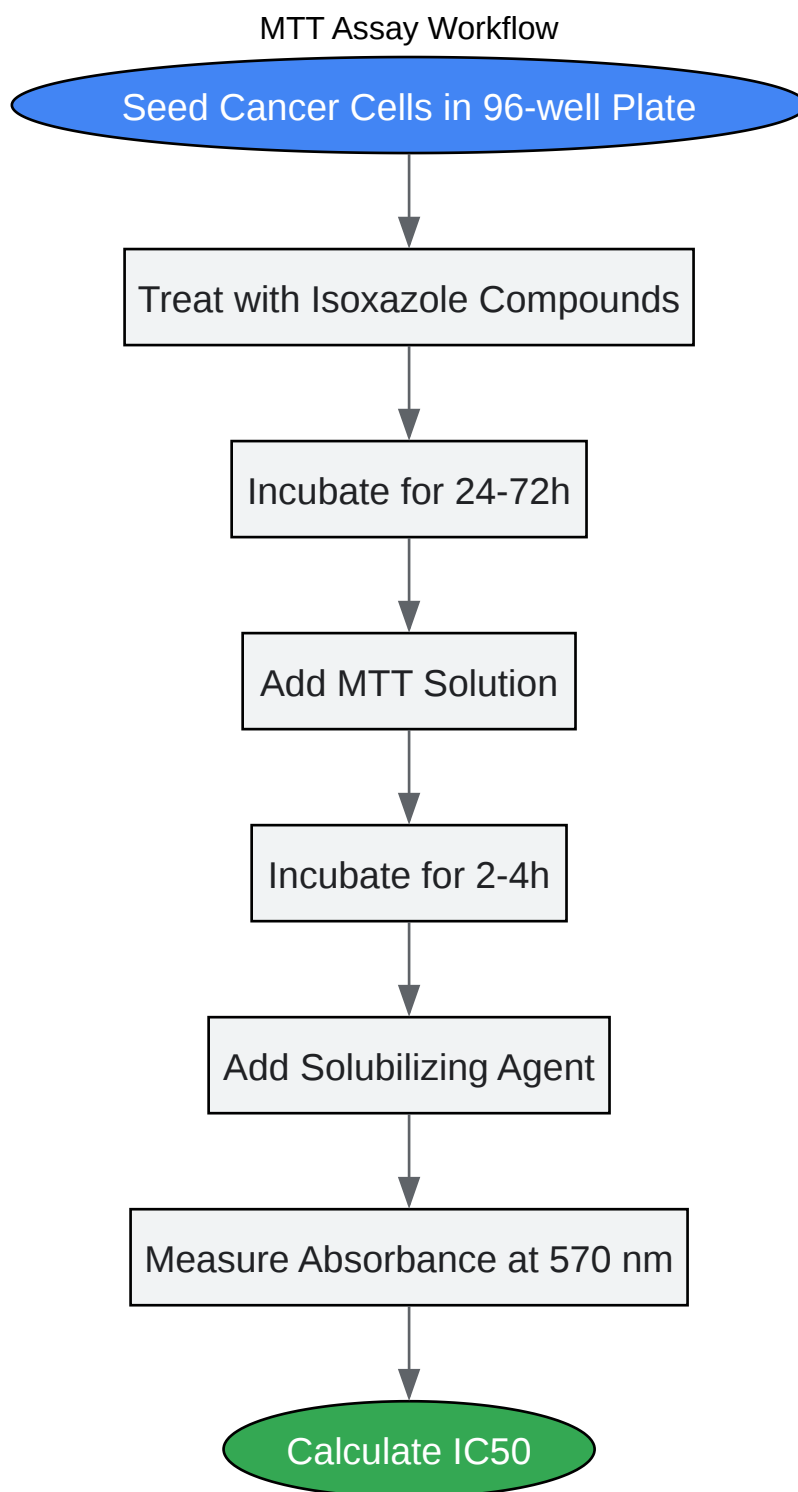 MTT Assay Workflow
Seed Cancer Cells in 96-well Plate
Treat with Isoxazole Compounds
Incubate for 24-72h
Add MTT Solution
Incubate for 2-4h
Add Solubilizing Agent
Measure Absorbance at 570 nm
Calculate IC50